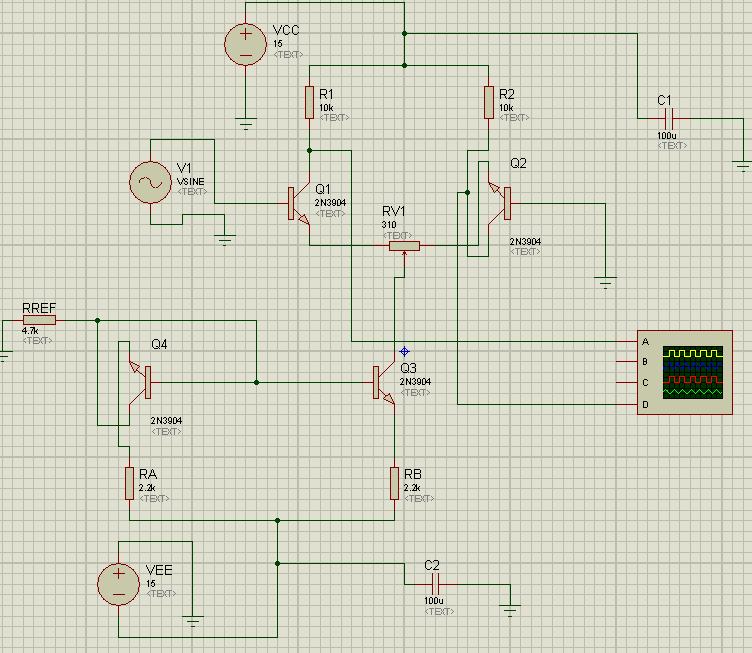 VCC
15
<TEXT>
R1
10k
<TEXT>
R2
10k
<TEXT>
C1
100u
<TEXT>
V1
VSINE
<TEXT>
Q1
2N3904
<TEXT>
Q2
2N3904
<TEXT>
RV1
310
<TEXT>
RREF
4.7k
<TEXT>
Q4
2N3904
<TEXT>
Q3
2N3904
<TEXT>
A
B
C
D
RA
2.2k
<TEXT>
RB
2.2k
<TEXT>
VEE
15
<TEXT>
C2
100u
<TEXT>